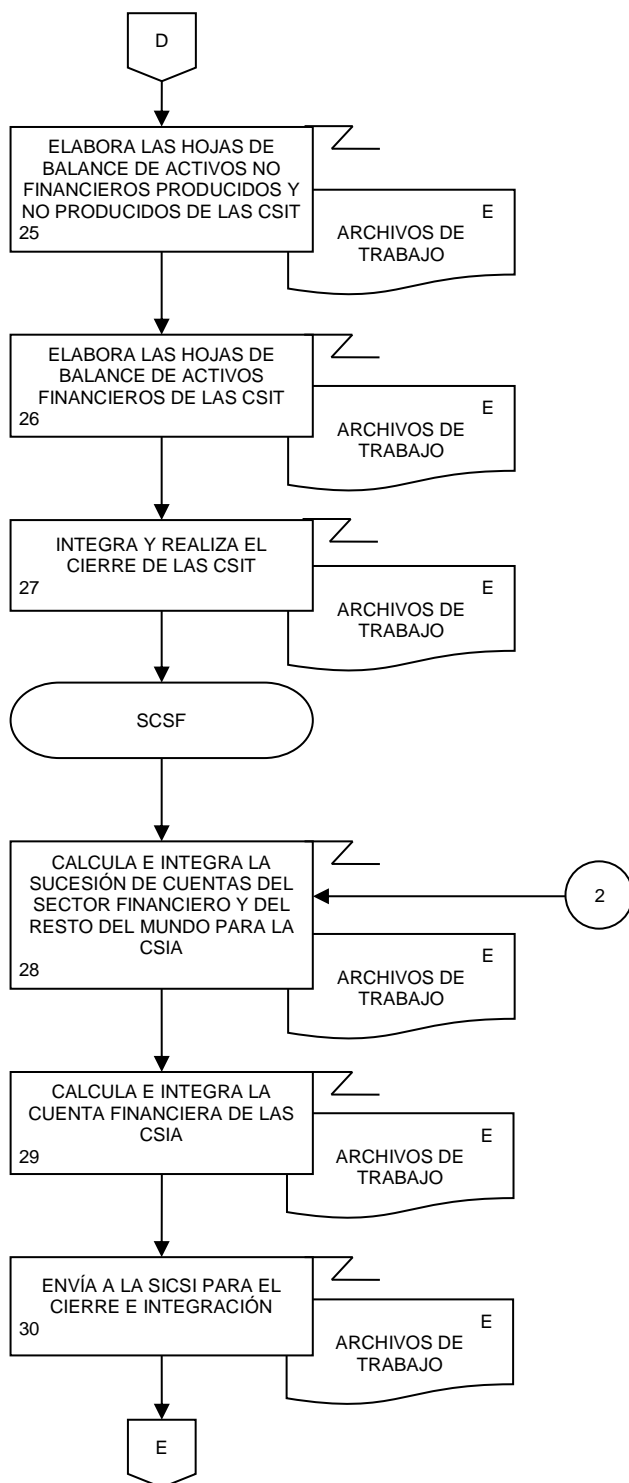 D
ELABORA LAS HOJAS DE
BALANCE DE ACTIVOS NO
FINANCIEROS PRODUCIDOS Y
NO PRODUCIDOS DE LAS CSIT
25
E
ARCHIVOS DE
TRABAJO
ELABORA LAS HOJAS DE
BALANCE DE ACTIVOS
FINANCIEROS DE LAS CSIT
26
E
ARCHIVOS DE
TRABAJO
INTEGRA Y REALIZA EL
CIERRE DE LAS CSIT
27
E
ARCHIVOS DE
TRABAJO
SCSF
CALCULA E INTEGRA LA
SUCESIÓN DE CUENTAS DEL
SECTOR FINANCIERO Y DEL
RESTO DEL MUNDO PARA LA
CSIA
28
2
E
ARCHIVOS DE
TRABAJO
CALCULA E INTEGRA LA
CUENTA FINANCIERA DE LAS
CSIA
29
E
ARCHIVOS DE
TRABAJO
ENVÍA A LA SICSI PARA EL
CIERRE E INTEGRACIÓN
30
E
ARCHIVOS DE
TRABAJO
E